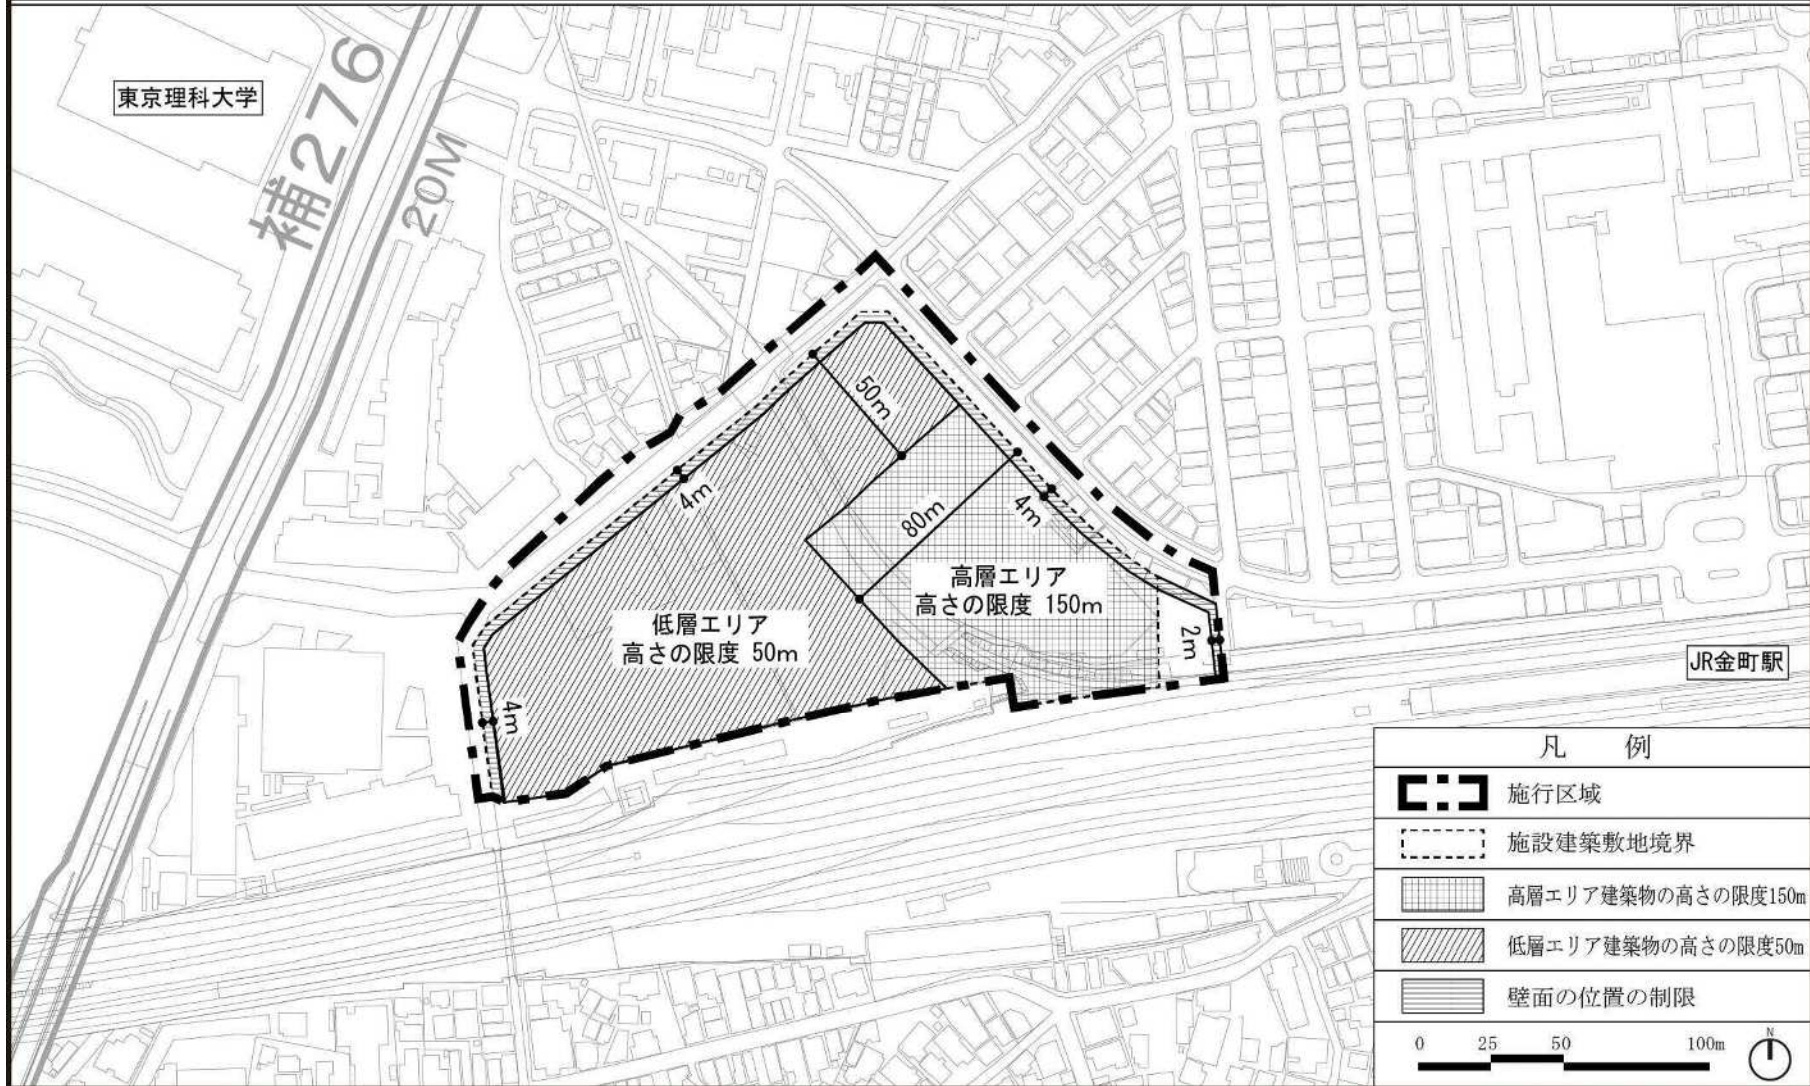 東京理科大学
補276
20M
50m
4m
80m
4m
高層エリア
高さの限度 150m
低層エリア
高さの限度 50m
2m
4m
JR金町駅
凡 例
施行区域
施設建築敷地境界
高層エリア建築物の高さの限度150m
低層エリア建築物の高さの限度50m
壁面の位置の制限
0 25 50 100m
N